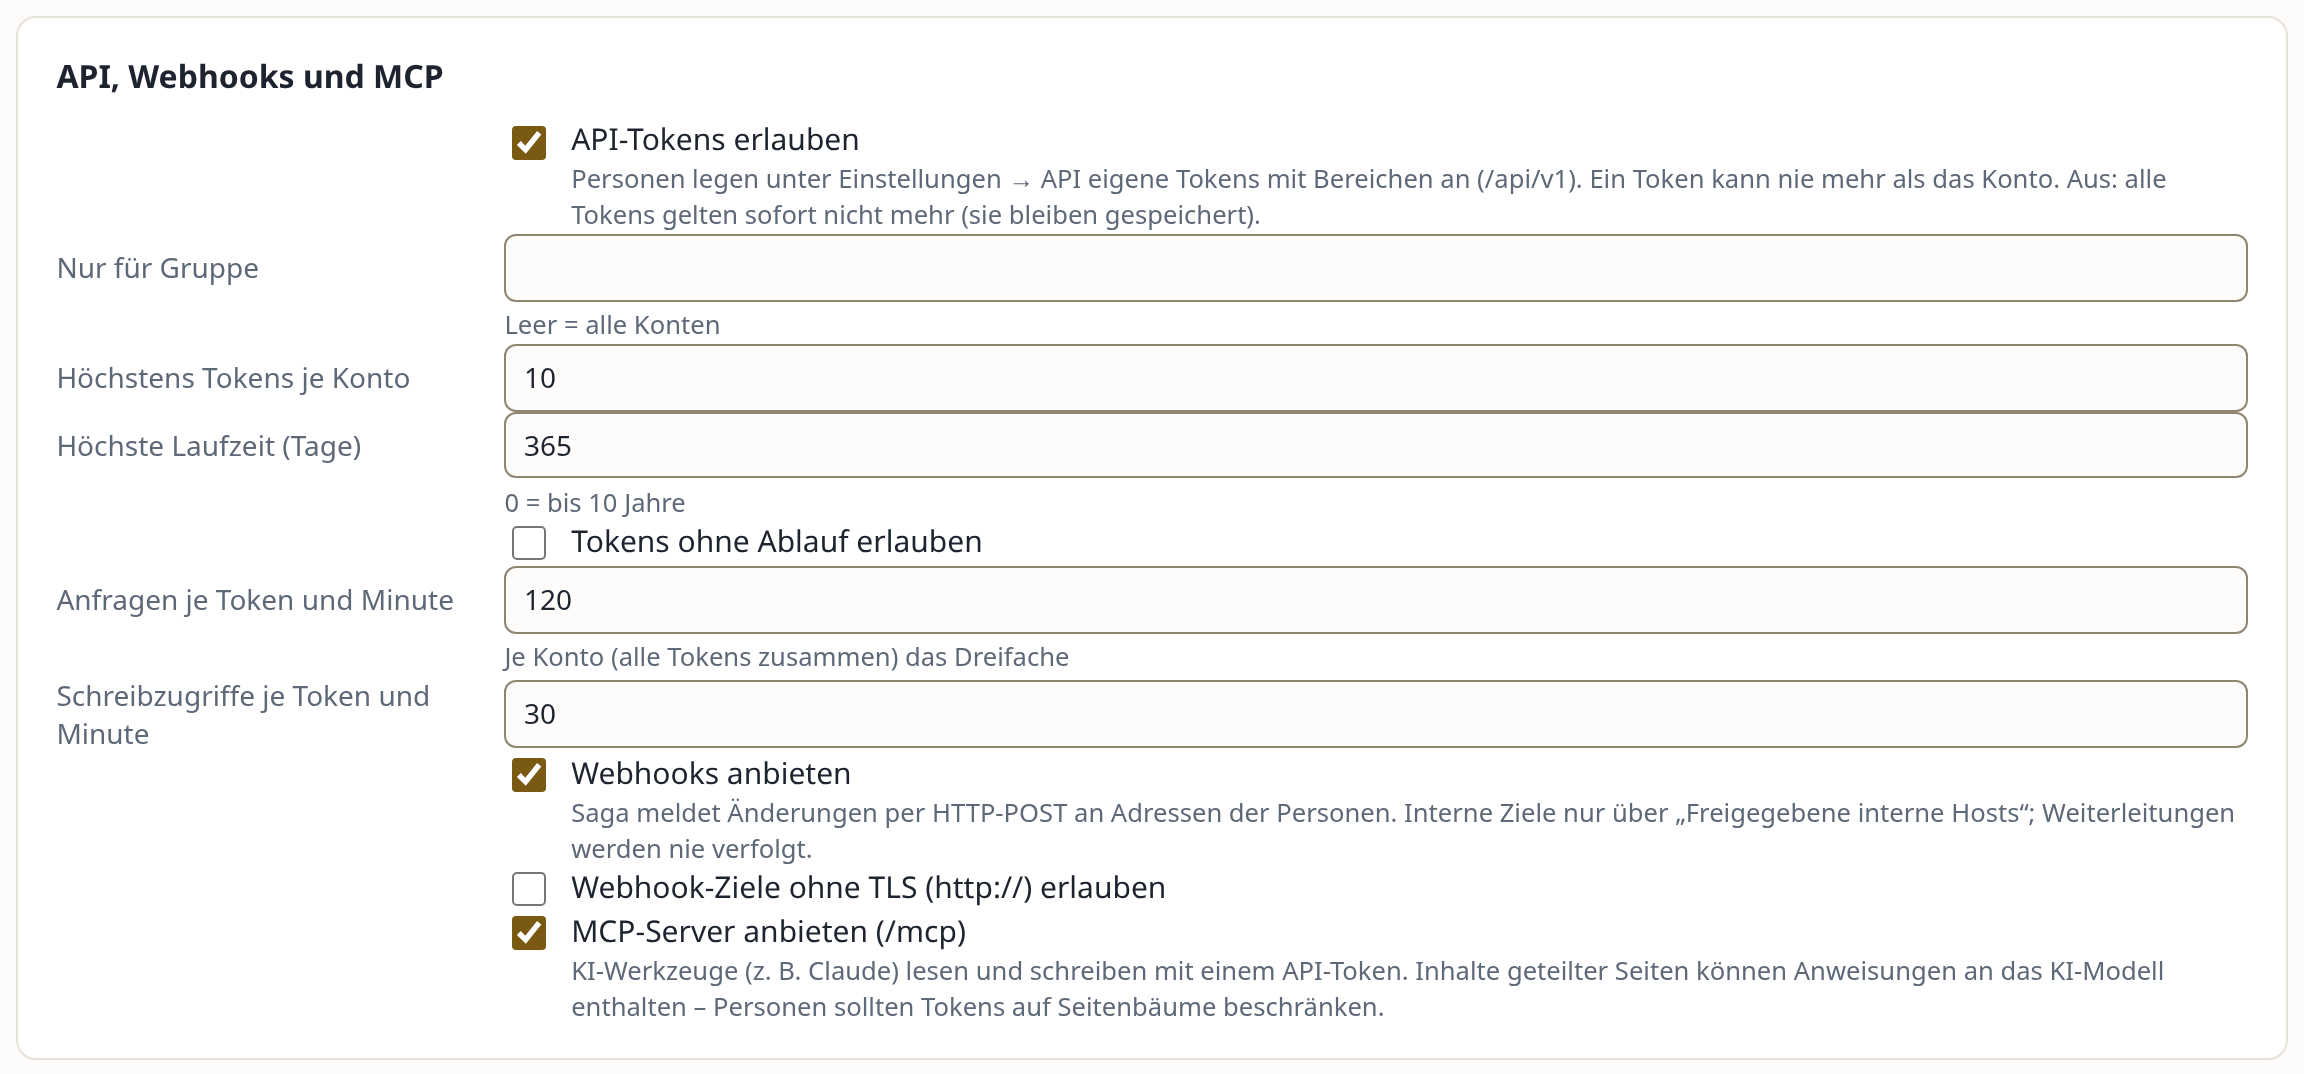 API, Webhooks und MCP
API-Tokens erlauben
Personen legen unter Einstellungen → API eigene Tokens mit Bereichen an (/api/v1). Ein Token kann nie mehr als das Konto. Aus: alle
Tokens gelten sofort nicht mehr (sie bleiben gespeichert).
Nur für Gruppe
Leer = alle Konten
Höchstens Tokens je Konto
10
Höchste Laufzeit (Tage)
365
0 = bis 10 Jahre
Tokens ohne Ablauf erlauben
Anfragen je Token und Minute
120
Je Konto (alle Tokens zusammen) das Dreifache
Schreibzugriffe je Token und
Minute
30
Webhooks anbieten
Saga meldet Änderungen per HTTP-POST an Adressen der Personen. Interne Ziele nur über „Freigegebene interne Hosts“; Weiterleitungen
werden nie verfolgt.
Webhook-Ziele ohne TLS (http://) erlauben
MCP-Server anbieten (/mcp)
KI-Werkzeuge (z. B. Claude) lesen und schreiben mit einem API-Token. Inhalte geteilter Seiten können Anweisungen an das KI-Modell
enthalten – Personen sollten Tokens auf Seitenbäume beschränken.